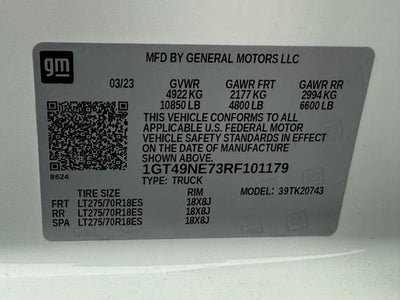 gm
MFD BY GENERAL MOTORS LLC
03/23 GVWR GAWR FRT GAWR RR
4922 KG 2177 KG 2994 KG
10850 LB 4800 LB 6600 LB
THIS VEHICLE CONFORMS TO ALL
APPLICABLE U.S. FEDERAL MOTOR
VEHICLE SAFETY STANDARDS IN EFFECT
ON THE DATE OF MANUFACTURE SHOWN ABOVE.
1GT49NE73RF101179
8624 TYPE: TRUCK
TIRE SIZE RIM MODEL: 39TK20743
FRT LT275/70R18ES 18X8J
RR LT275/70R18ES 18X8J
SPA LT275/70R18ES 18X8J